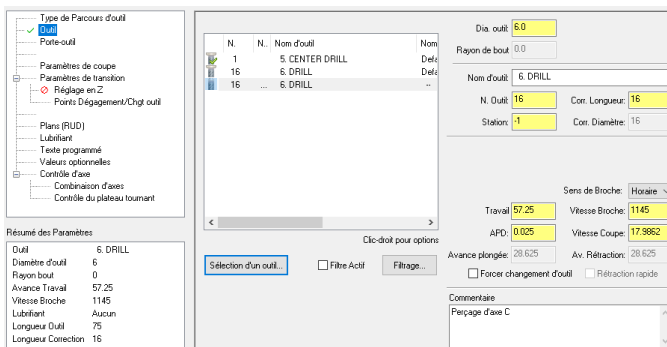 Type de Parcours d'outil
Outil
Porte-outil
Paramètres de coupe
Paramètres de transition
Réglage en Z
Points Dégagement/Chgt outil
Plans (RUD)
Lubrifiant
Texte programmé
Valeurs optionnelles
Contrôle d'axe
Combinaison d'axes
Contrôle du plateau tournant
Résumé des Paramètres
Outil 6. DRILL
Diamètre d'outil 6
Rayon bout 0
Avance Travail 57.25
Vitesse Broche 1145
Lubrifiant Aucun
Longueur Outil 75
Longueur Correction 16
N. N.. Nom d'outil Nom
1 5. CENTER DRILL Defa
16 6. DRILL Defa
16 ... 6. DRILL --
Clic-droit pour options
Sélection d'un outil... Filtre Actif Filtrage...
Dia. outil: 6.0
Rayon de bout 0.0
Nom d'outil: 6. DRILL
N. Outil: 16 Corr. Longueur: 16
Station: -1 Corr. Diamètre: 16
Sens de Broche: Horaire
Travail 57.25 Vitesse Broche: 1145
APD: 0.025 Vitesse Coupe: 17.9862
Avance plongée: 28.625 Av. Rétraction: 28.625
Forcer changement d'outil Rétraction rapide
Commentaire
Perçage d'axe C